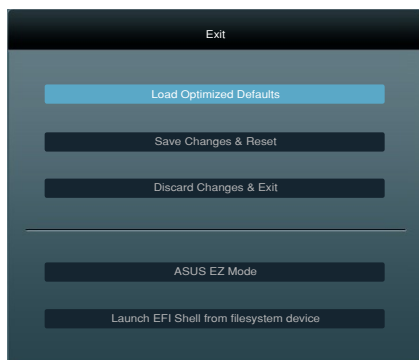 Exit
Load Optimized Defaults
Save Changes & Reset
Discard Changes & Exit
ASUS EZ Mode
Launch EFI Shell from filesystem device